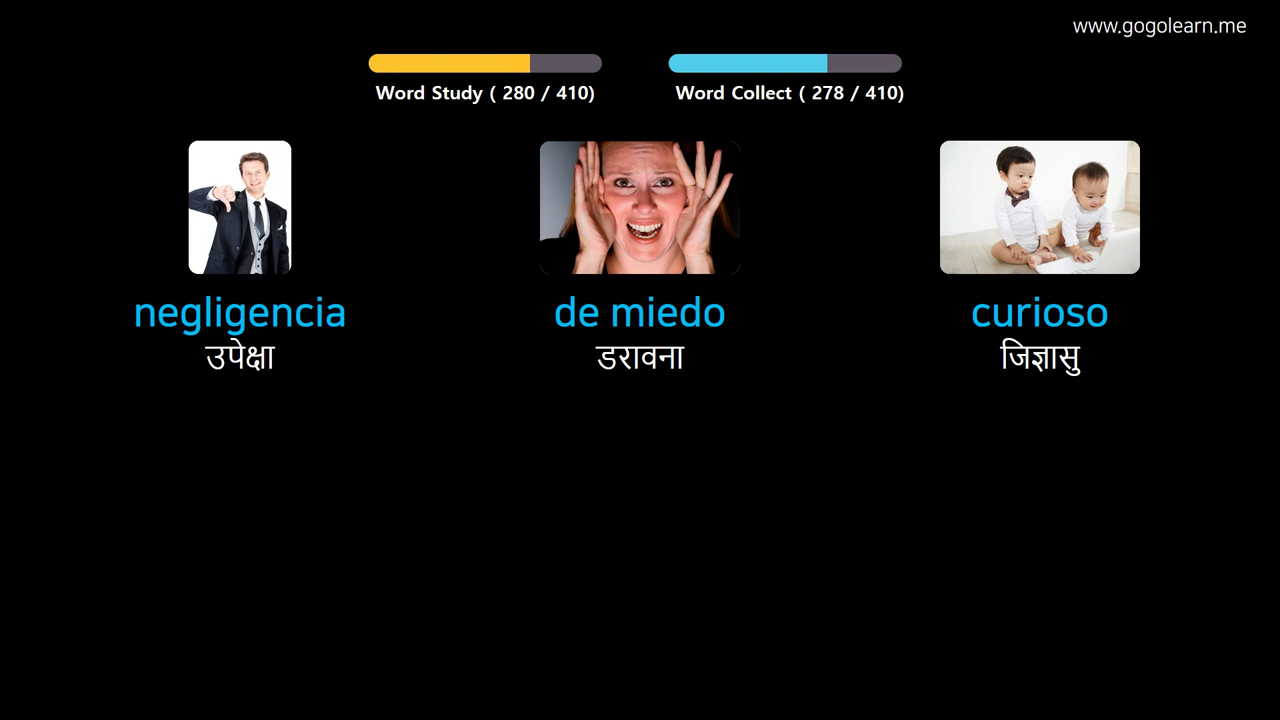 www.gogolearn.me
Word Study ( 280 / 410)
Word Collect ( 278 / 410)
negligencia
उपेक्षा
de miedo
डरावना
curioso
जिज्ञासु